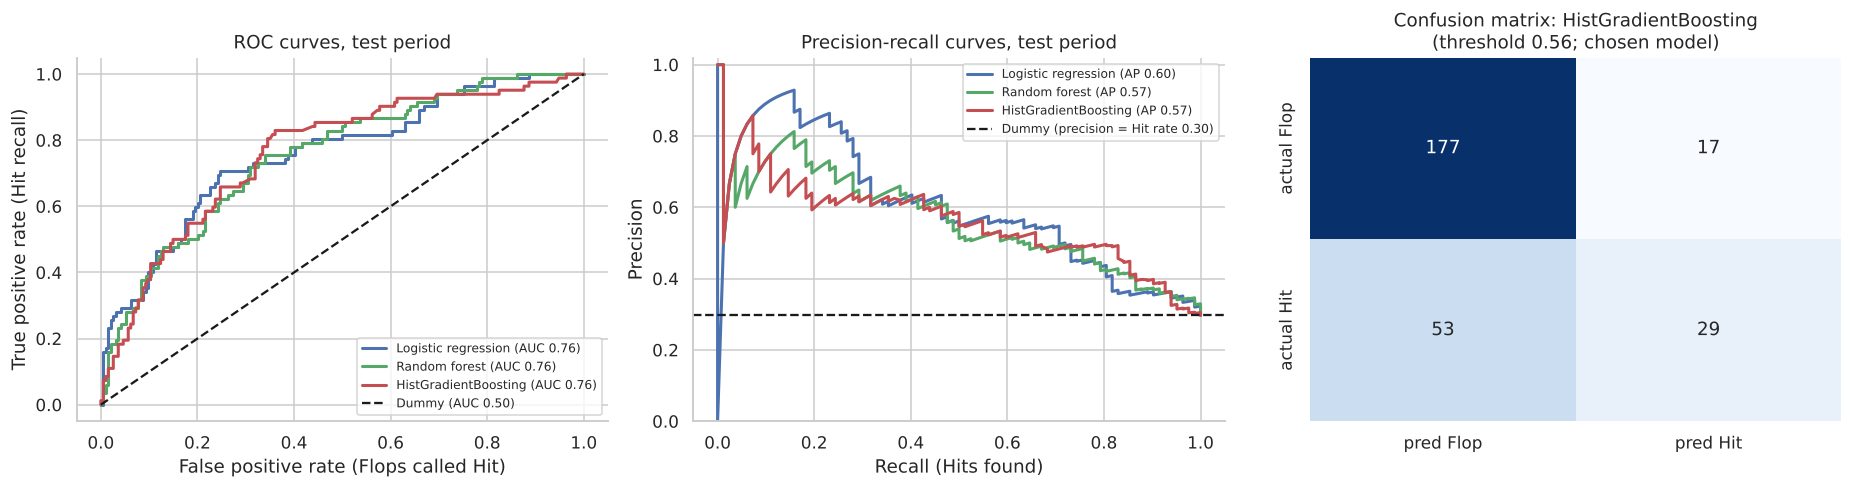 ROC curves, test period
True positive rate (Hit recall)
1.0
0.8
0.6
0.4
0.2
0.0
Logistic regression (AUC 0.76)
Random forest (AUC 0.76)
HistGradientBoosting (AUC 0.76)
Dummy (AUC 0.50)
0.0 0.2 0.4 0.6 0.8 1.0
False positive rate (Flops called Hit)
Precision-recall curves, test period
Precision
1.0
0.8
0.6
0.4
0.2
0.0
Logistic regression (AP 0.60)
Random forest (AP 0.57)
HistGradientBoosting (AP 0.57)
Dummy (precision = Hit rate 0.30)
0.0 0.2 0.4 0.6 0.8 1.0
Recall (Hits found)
Confusion matrix: HistGradientBoosting
(threshold 0.56; chosen model)
actual Flop
177 17
actual Hit
53 29
pred Flop pred Hit